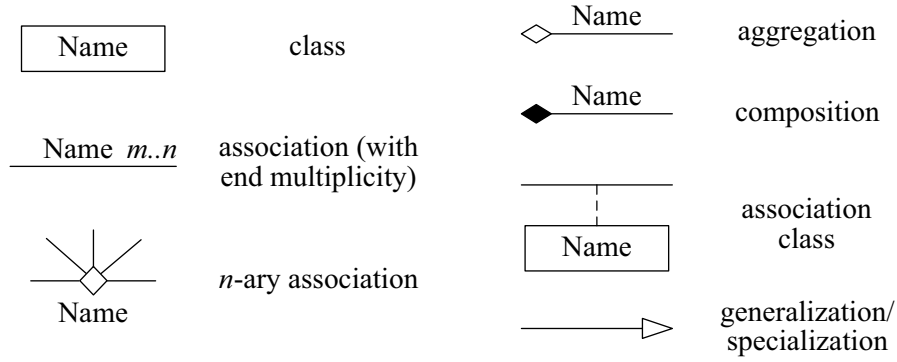 Name
class
Name m..n
association (with
end multiplicity)
Name
n-ary association
Name
aggregation
Name
composition
Name
association
class
generalization/
specialization